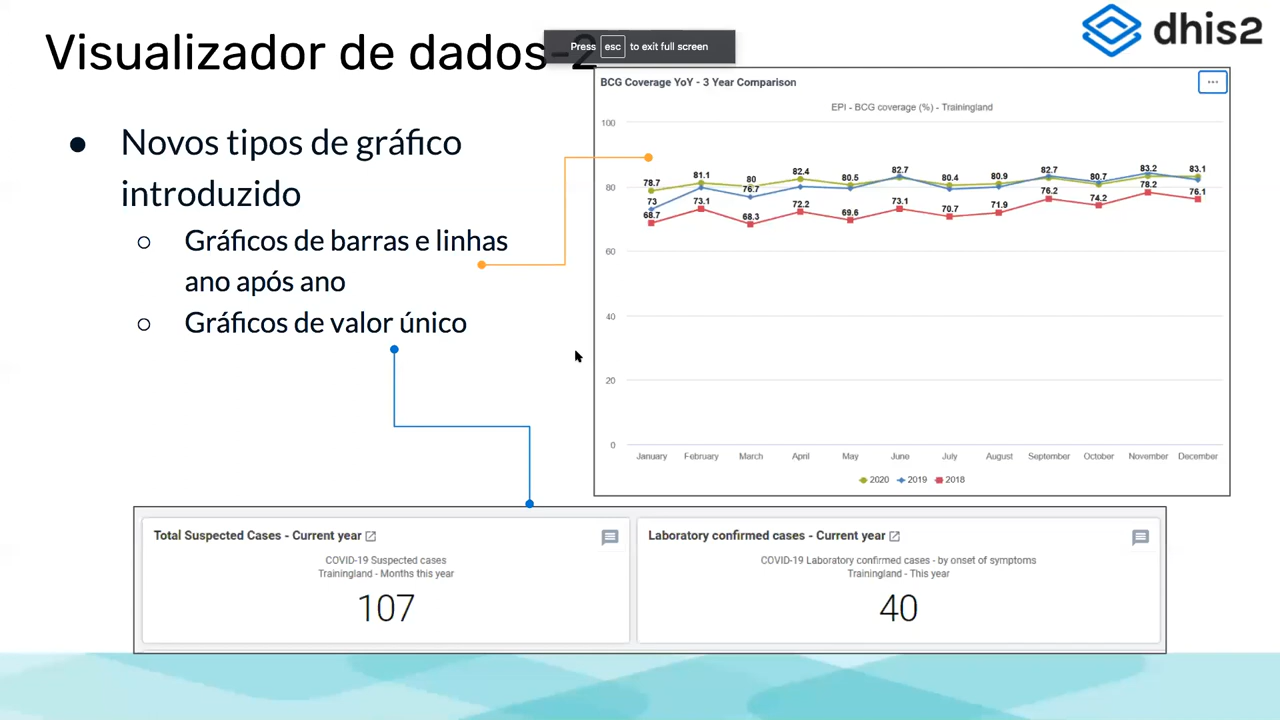 Visualizador de dados-2
Press esc to exit full screen
dhis2
Novos tipos de gráfico
introduzido
Gráficos de barras e linhas
ano após ano
Gráficos de valor único
BCG Coverage YoY - 3 Year Comparison
EPI - BCG coverage (%) - Trainingland
100
80
60
40
20
0
78.7 81.1 80 82.4 80.5 82.7 80.4 80.9 82.7 80.7 83.2 83.1
73 76.7
68.7 73.1 68.3 72.2 69.6 73.1 70.7 71.9 76.2 74.2 78.2 76.1
January February March April May June July August September October November December
2020 2019 2018
Total Suspected Cases - Current year
COVID-19 Suspected cases
Trainingland - Months this year
107
Laboratory confirmed cases - Current year
COVID-19 Laboratory confirmed cases - by onset of symptoms
Trainingland - This year
40